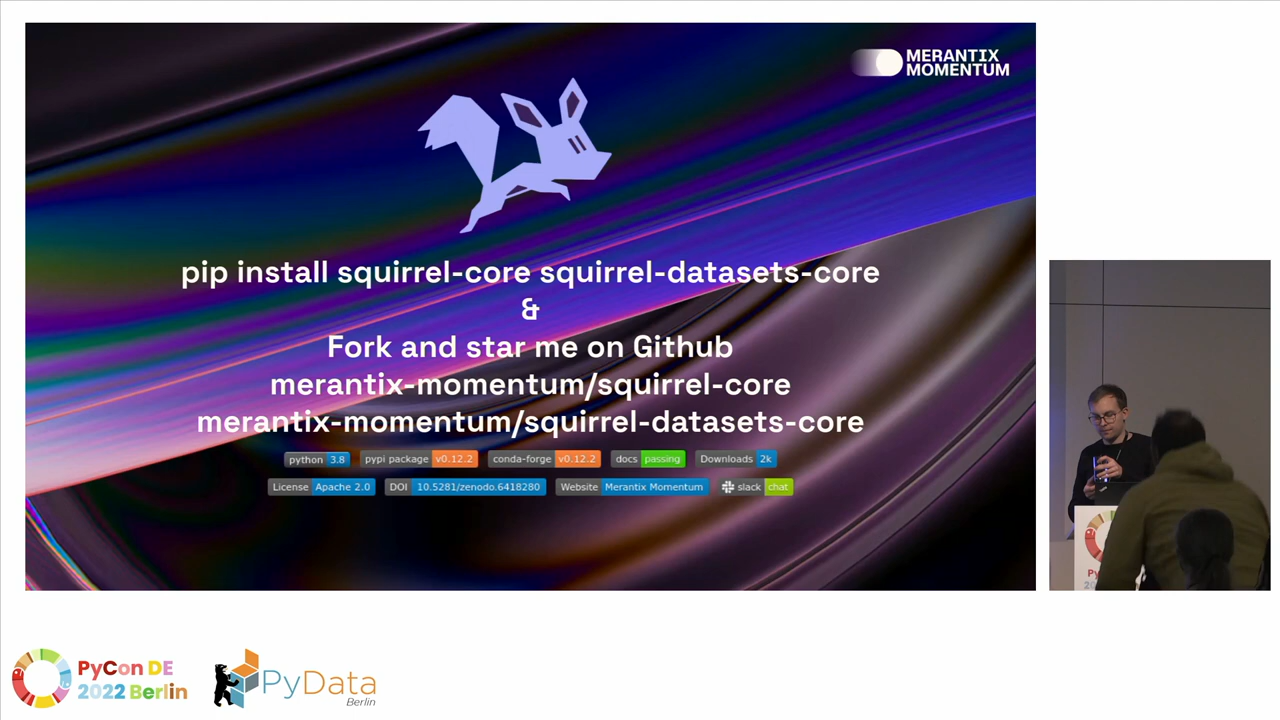 MERANTIX
MOMENTUM
pip install squirrel-core squirrel-datasets-core
&
Fork and star me on Github
merantix-momentum/squirrel-core
merantix-momentum/squirrel-datasets-core
python 3.8 pypi package v0.12.2 conda-forge v0.12.2 docs passing Downloads 2k
License Apache 2.0 DOI 10.5281/zenodo.6418280 Website Merantix Momentum slack chat
PyCon DE
2022 Berlin
PyData
Berlin